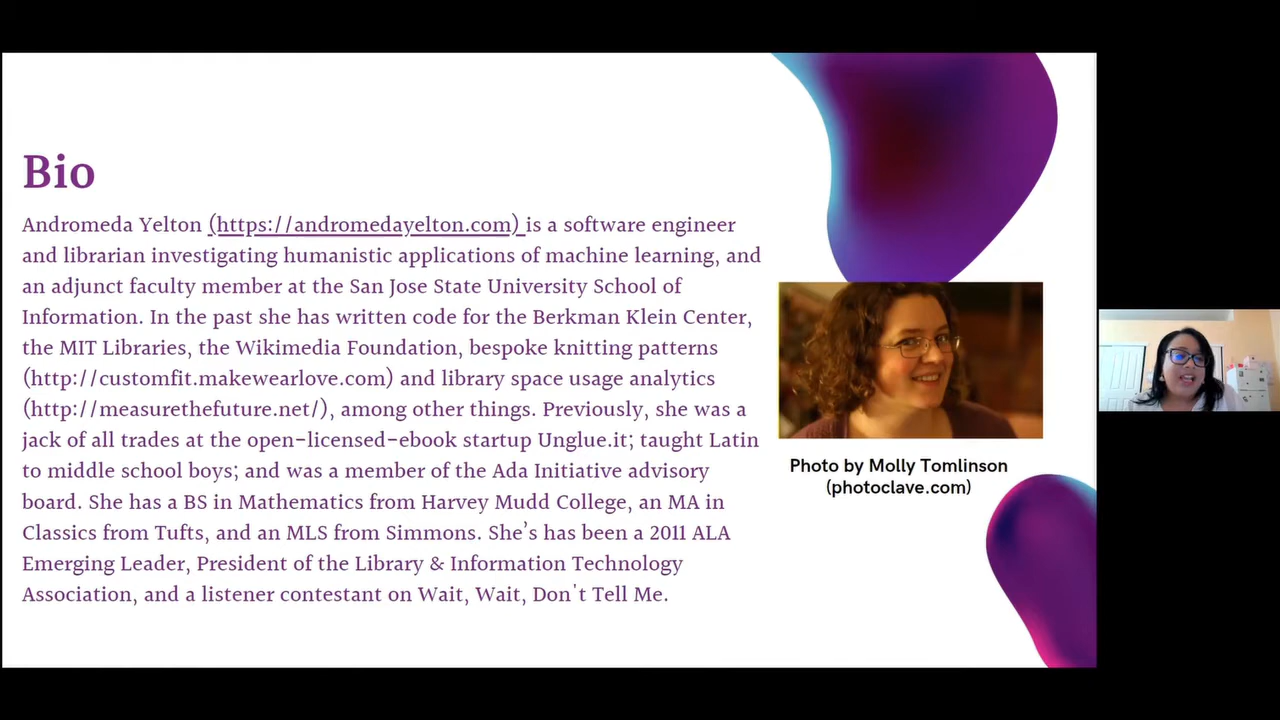 Bio
Andromeda Yelton (https://andromedayelton.com) is a software engineer
and librarian investigating humanistic applications of machine learning, and
an adjunct faculty member at the San Jose State University School of
Information. In the past she has written code for the Berkman Klein Center,
the MIT Libraries, the Wikimedia Foundation, bespoke knitting patterns
(http://customfit.makewearlove.com) and library space usage analytics
(http://measurethefuture.net/), among other things. Previously, she was a
jack of all trades at the open-licensed-ebook startup Unglue.it; taught Latin
to middle school boys; and was a member of the Ada Initiative advisory
board. She has a BS in Mathematics from Harvey Mudd College, an MA in
Classics from Tufts, and an MLS from Simmons. She’s has been a 2011 ALA
Emerging Leader, President of the Library & Information Technology
Association, and a listener contestant on Wait, Wait, Don't Tell Me.
Photo by Molly Tomlinson
(photoclave.com)